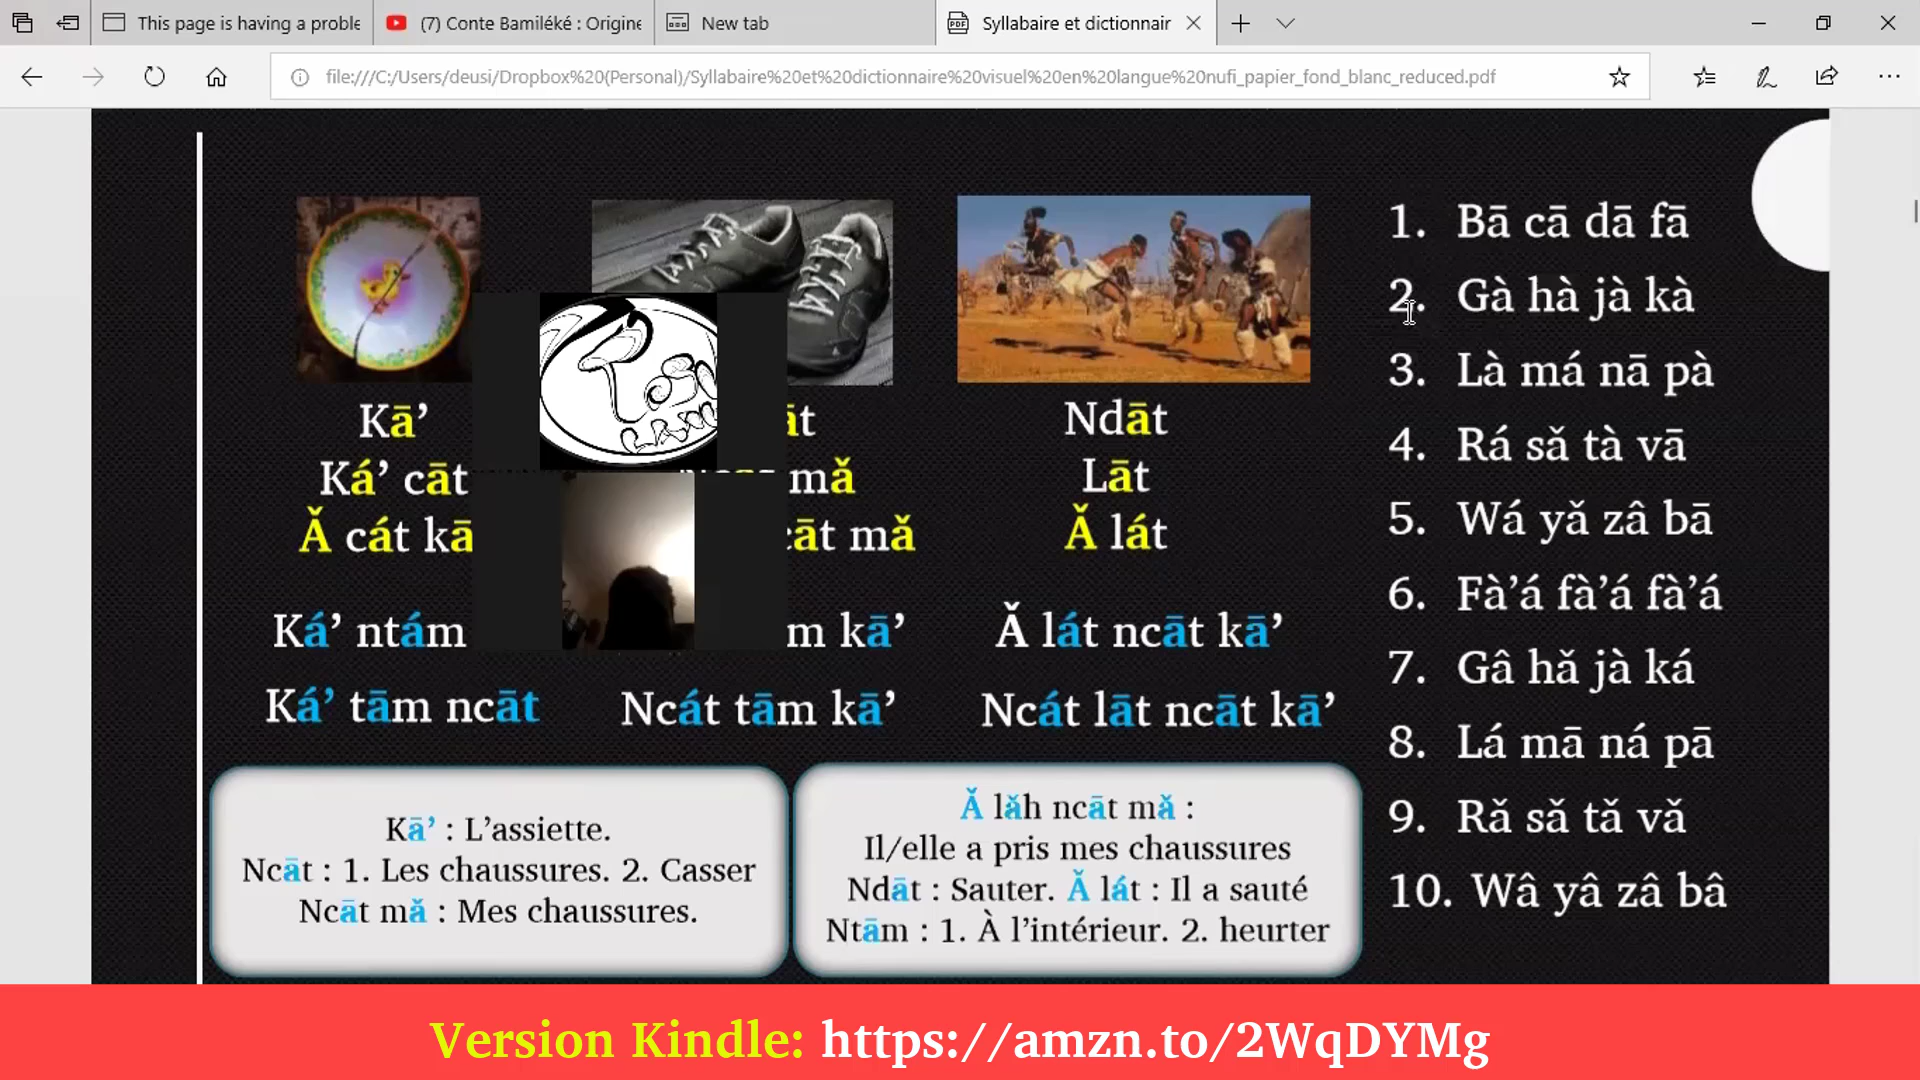 This page is having a proble
(7) Conte Bamiléké : Origine
New tab
Syllabaire et dictionnair
file:///C:/Users/deusi/Dropbox%20(Personal)/Syllabaire%20et%20dictionnaire%20visuel%20en%20langue%20nufi_papier_fond_blanc_reduced.pdf
Kā’
Ká’ cāt
Ǎ cát kā
āt
mǎ
cāt mǎ
Ndāt
Lāt
Ǎ lát
Ká’ ntám
m kā’
Ǎ lát ncāt kā’
Ká’ tām ncāt
Ncát tām kā’
Ncát lāt ncāt kā’
Kā’ : L’assiette.
Ncāt : 1. Les chaussures. 2. Casser
Ncāt mǎ : Mes chaussures.
Ǎ lǎh ncāt mǎ :
Il/elle a pris mes chaussures
Ndāt : Sauter. Ǎ lát : Il a sauté
Ntām : 1. À l’intérieur. 2. heurter
1. Bā cā dā fā
2. Gà hà jà kà
3. Là má nā pà
4. Rá sǎ tà vā
5. Wá yǎ zâ bā
6. Fà’á fà’á fà’á
7. Gâ hǎ jà ká
8. Lá mā ná pā
9. Rǎ sǎ tǎ vǎ
10. Wâ yâ zâ bâ
Version Kindle: https://amzn.to/2WqDYMg